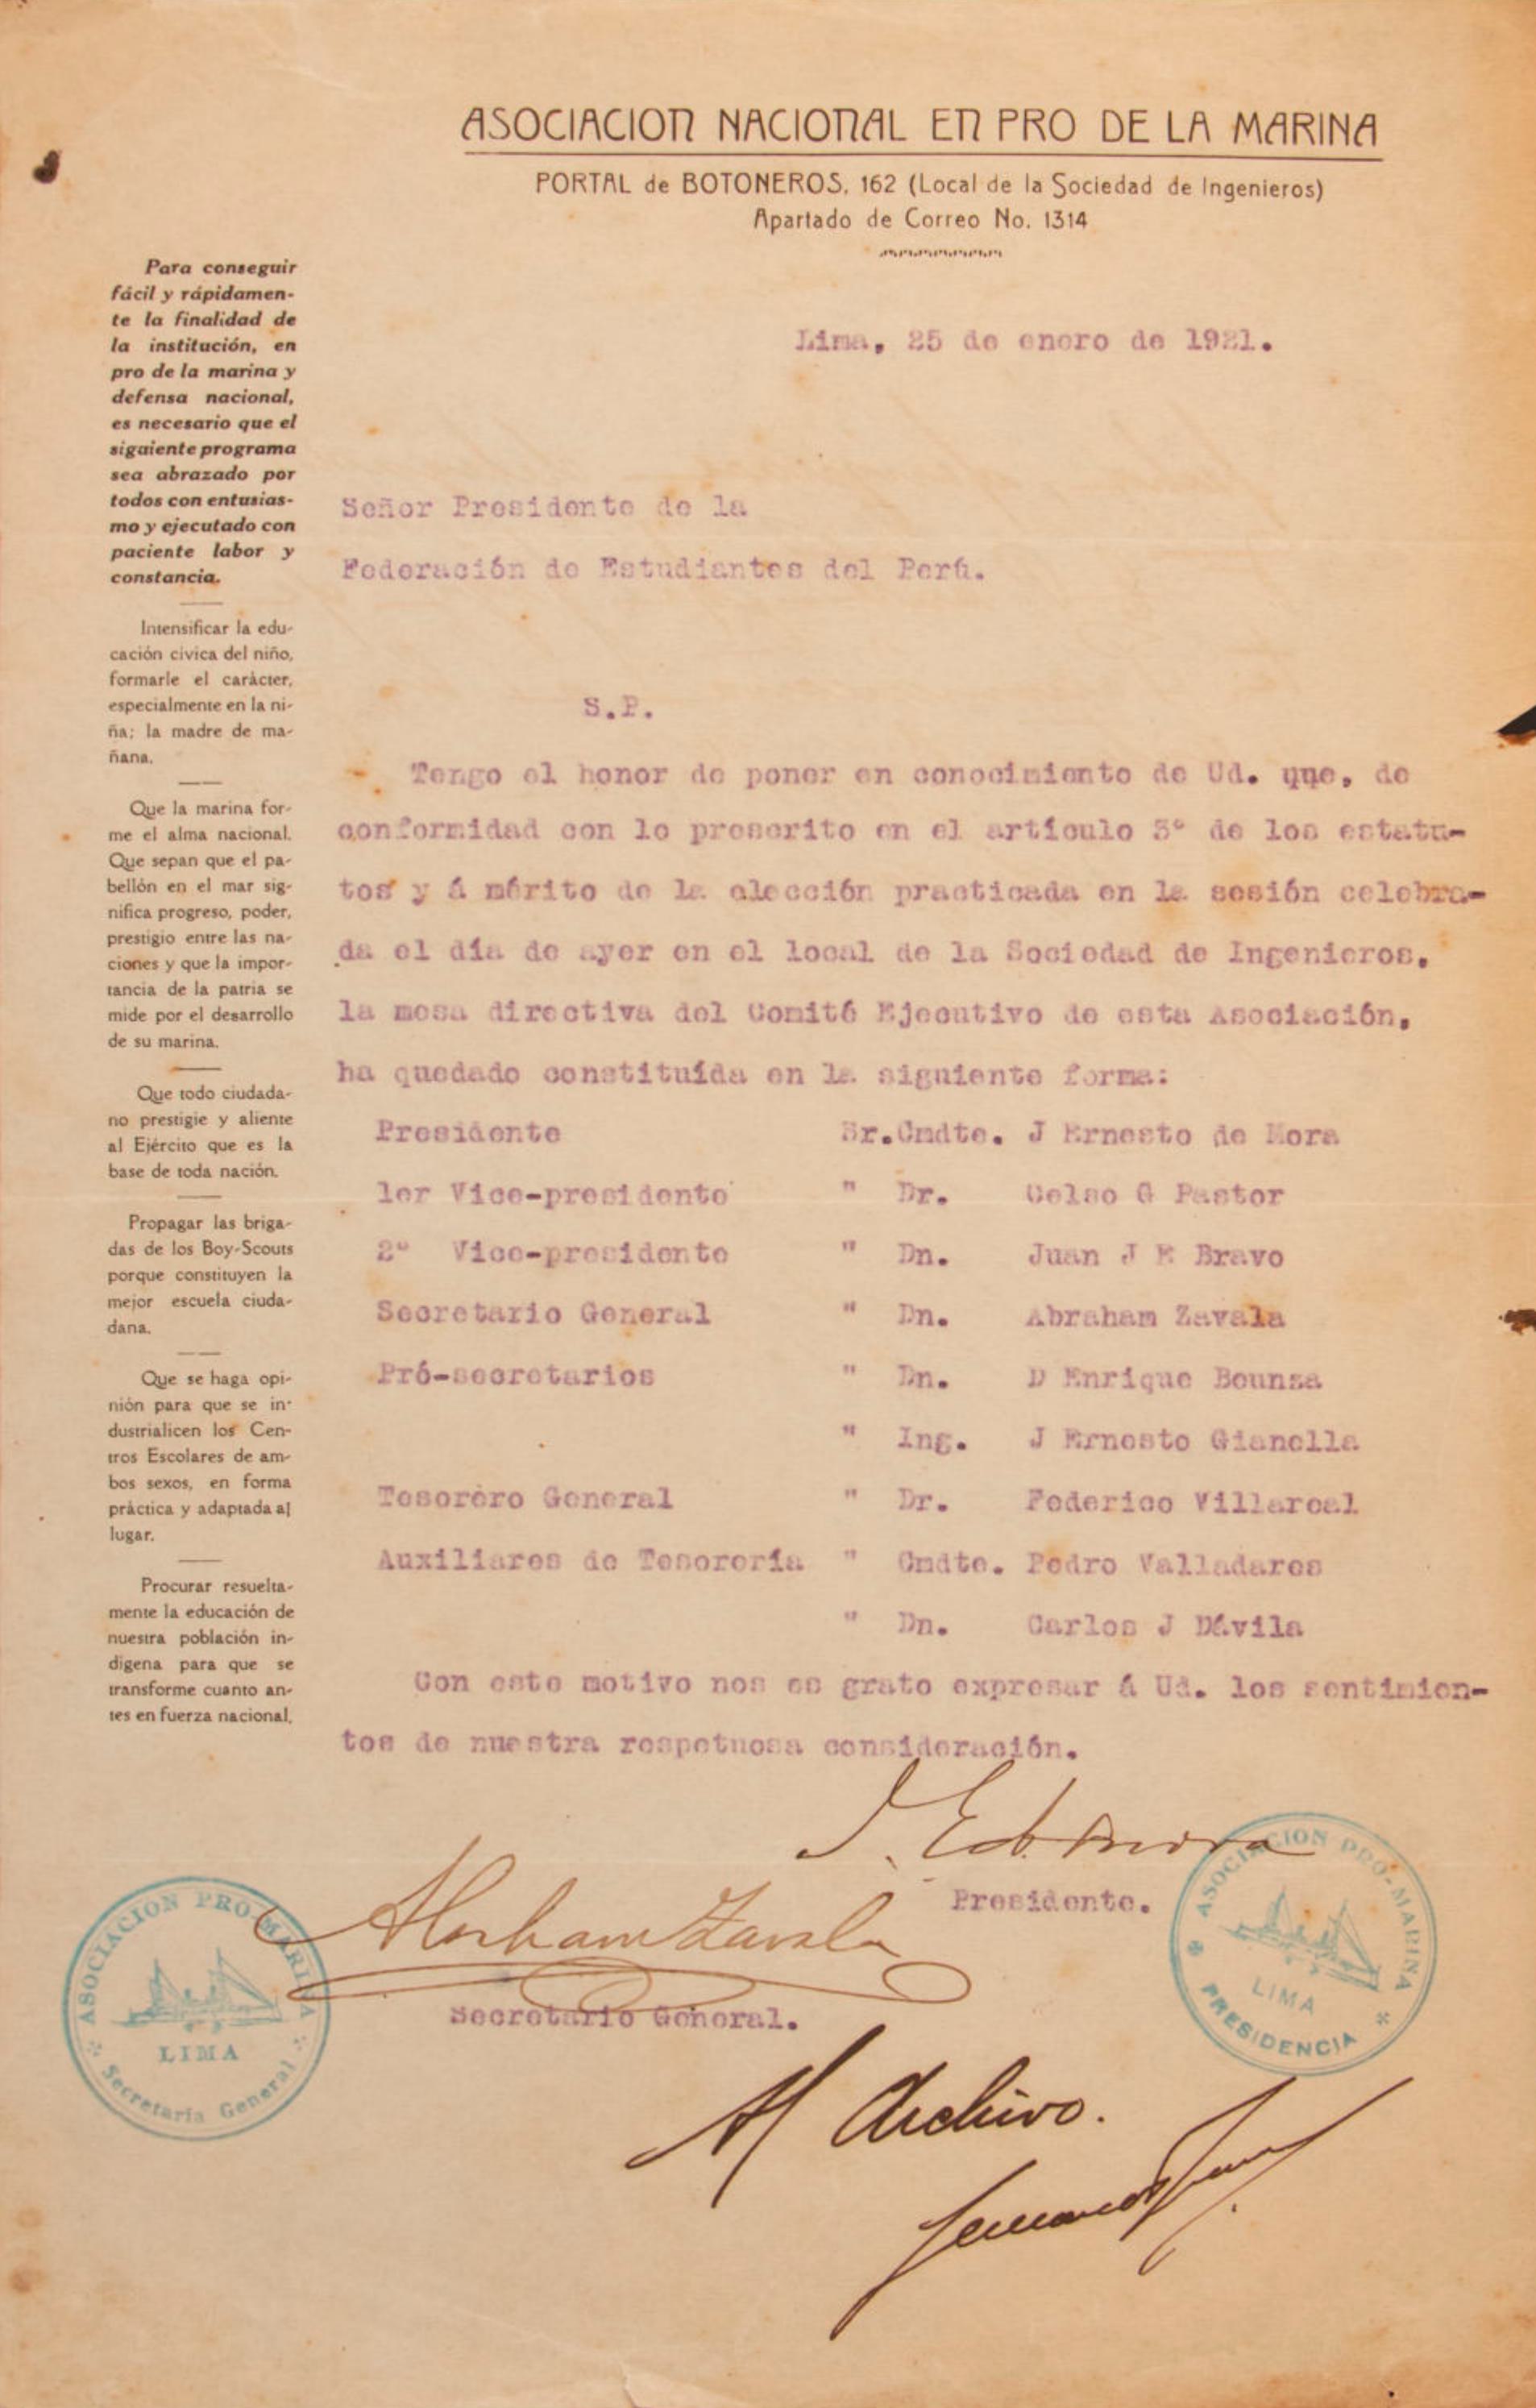 ASOCIACION NACIONAL EN PRO DE LA MARINA
PORTAL de BOTONEROS, 162 (Local de la Sociedad de Ingenieros)
Apartado de Correo No. 1314
Para conseguir
fácil y rápidamen-
te la finalidad de
la institución, en
pro de la marina y
defensa nacional,
es necesario que el
siguiente programa
sea abrazado por
todos con entusias-
mo y ejecutado con
paciente labor y
constancia.
Intensificar la edu-
cación cívica del niño,
formarle el carácter,
especialmente en la ni-
ña; la madre de ma-
ñana.
Que la marina for-
me el alma nacional.
Que sepan que el pa-
bellón en el mar sig-
nifica progreso, poder,
prestigio entre las na-
ciones y que la impor-
tancia de la patria se
mide por el desarrollo
de su marina.
Que todo ciudada-
no prestigie y aliente
al Ejército que es la
base de toda nación.
Propagar las briga-
das de los Boy-Scouts
porque constituyen la
mejor escuela ciuda-
dana.
Que se haga opi-
nión para que se in-
dustrialicen los Cen-
tros Escolares de am-
bos sexos, en forma
práctica y adaptada al
lugar.
Procurar resuelta-
mente la educación de
nuestra población in-
digena para que se
transforme cuanto an-
tes en fuerza nacional.
Lima, 25 de enero de 1921.
Señor Presidente de la
Federación de Estudiantes del Perú.
S.P.
Tengo el honor de poner en conocimiento de Ud. que, de
conformidad con lo prescrito en el artículo 3° de los estatu-
tos y á mérito de la elección practicada en la sesión celebra-
da el día de ayer en el local de la Sociedad de Ingenieros,
la mesa directiva del Comité Ejecutivo de esta Asociación,
ha quedado constituída en la siguiente forma:
Presidente Sr.Cmdte. J Ernesto de Mora
1er Vice-presidente " Dr. Celso G Pastor
2° Vice-presidente " Dn. Juan J E Bravo
Secretario General " Dn. Abraham Zavala
Pró-secretarios " Dn. D Enrique Bounza
" Ing. J Ernesto Gianella
Tesorero General " Dr. Federico Villareal
Auxiliares de Tesorería " Cmdte. Pedro Valladares
" Dn. Carlos J Dávila
Con este motivo nos es grato expresar á Ud. los sentimien-
tos de nuestra respetuosa consideración.
J. E. de Mora
Presidente.
ASOCIACION PRO-MARINA
LIMA
PRESIDENCIA
Abraham Zavala
Secretario General.
ASOCIACION PRO MARINA
LIMA
Secretaría General
Al Archivo.